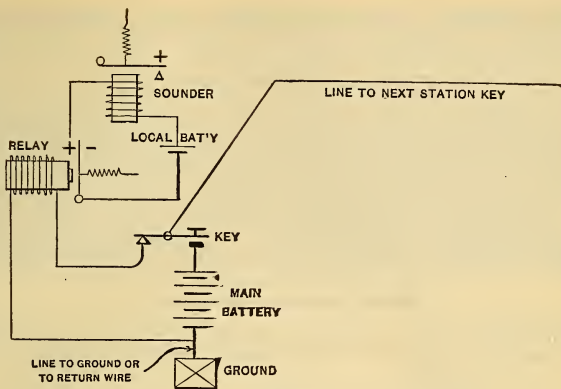 +
SOUNDER
LINE TO NEXT STATION KEY
LOCAL BAT'Y
RELAY
+ -
KEY
MAIN
BATTERY
LINE TO GROUND OR
TO RETURN WIRE
GROUND